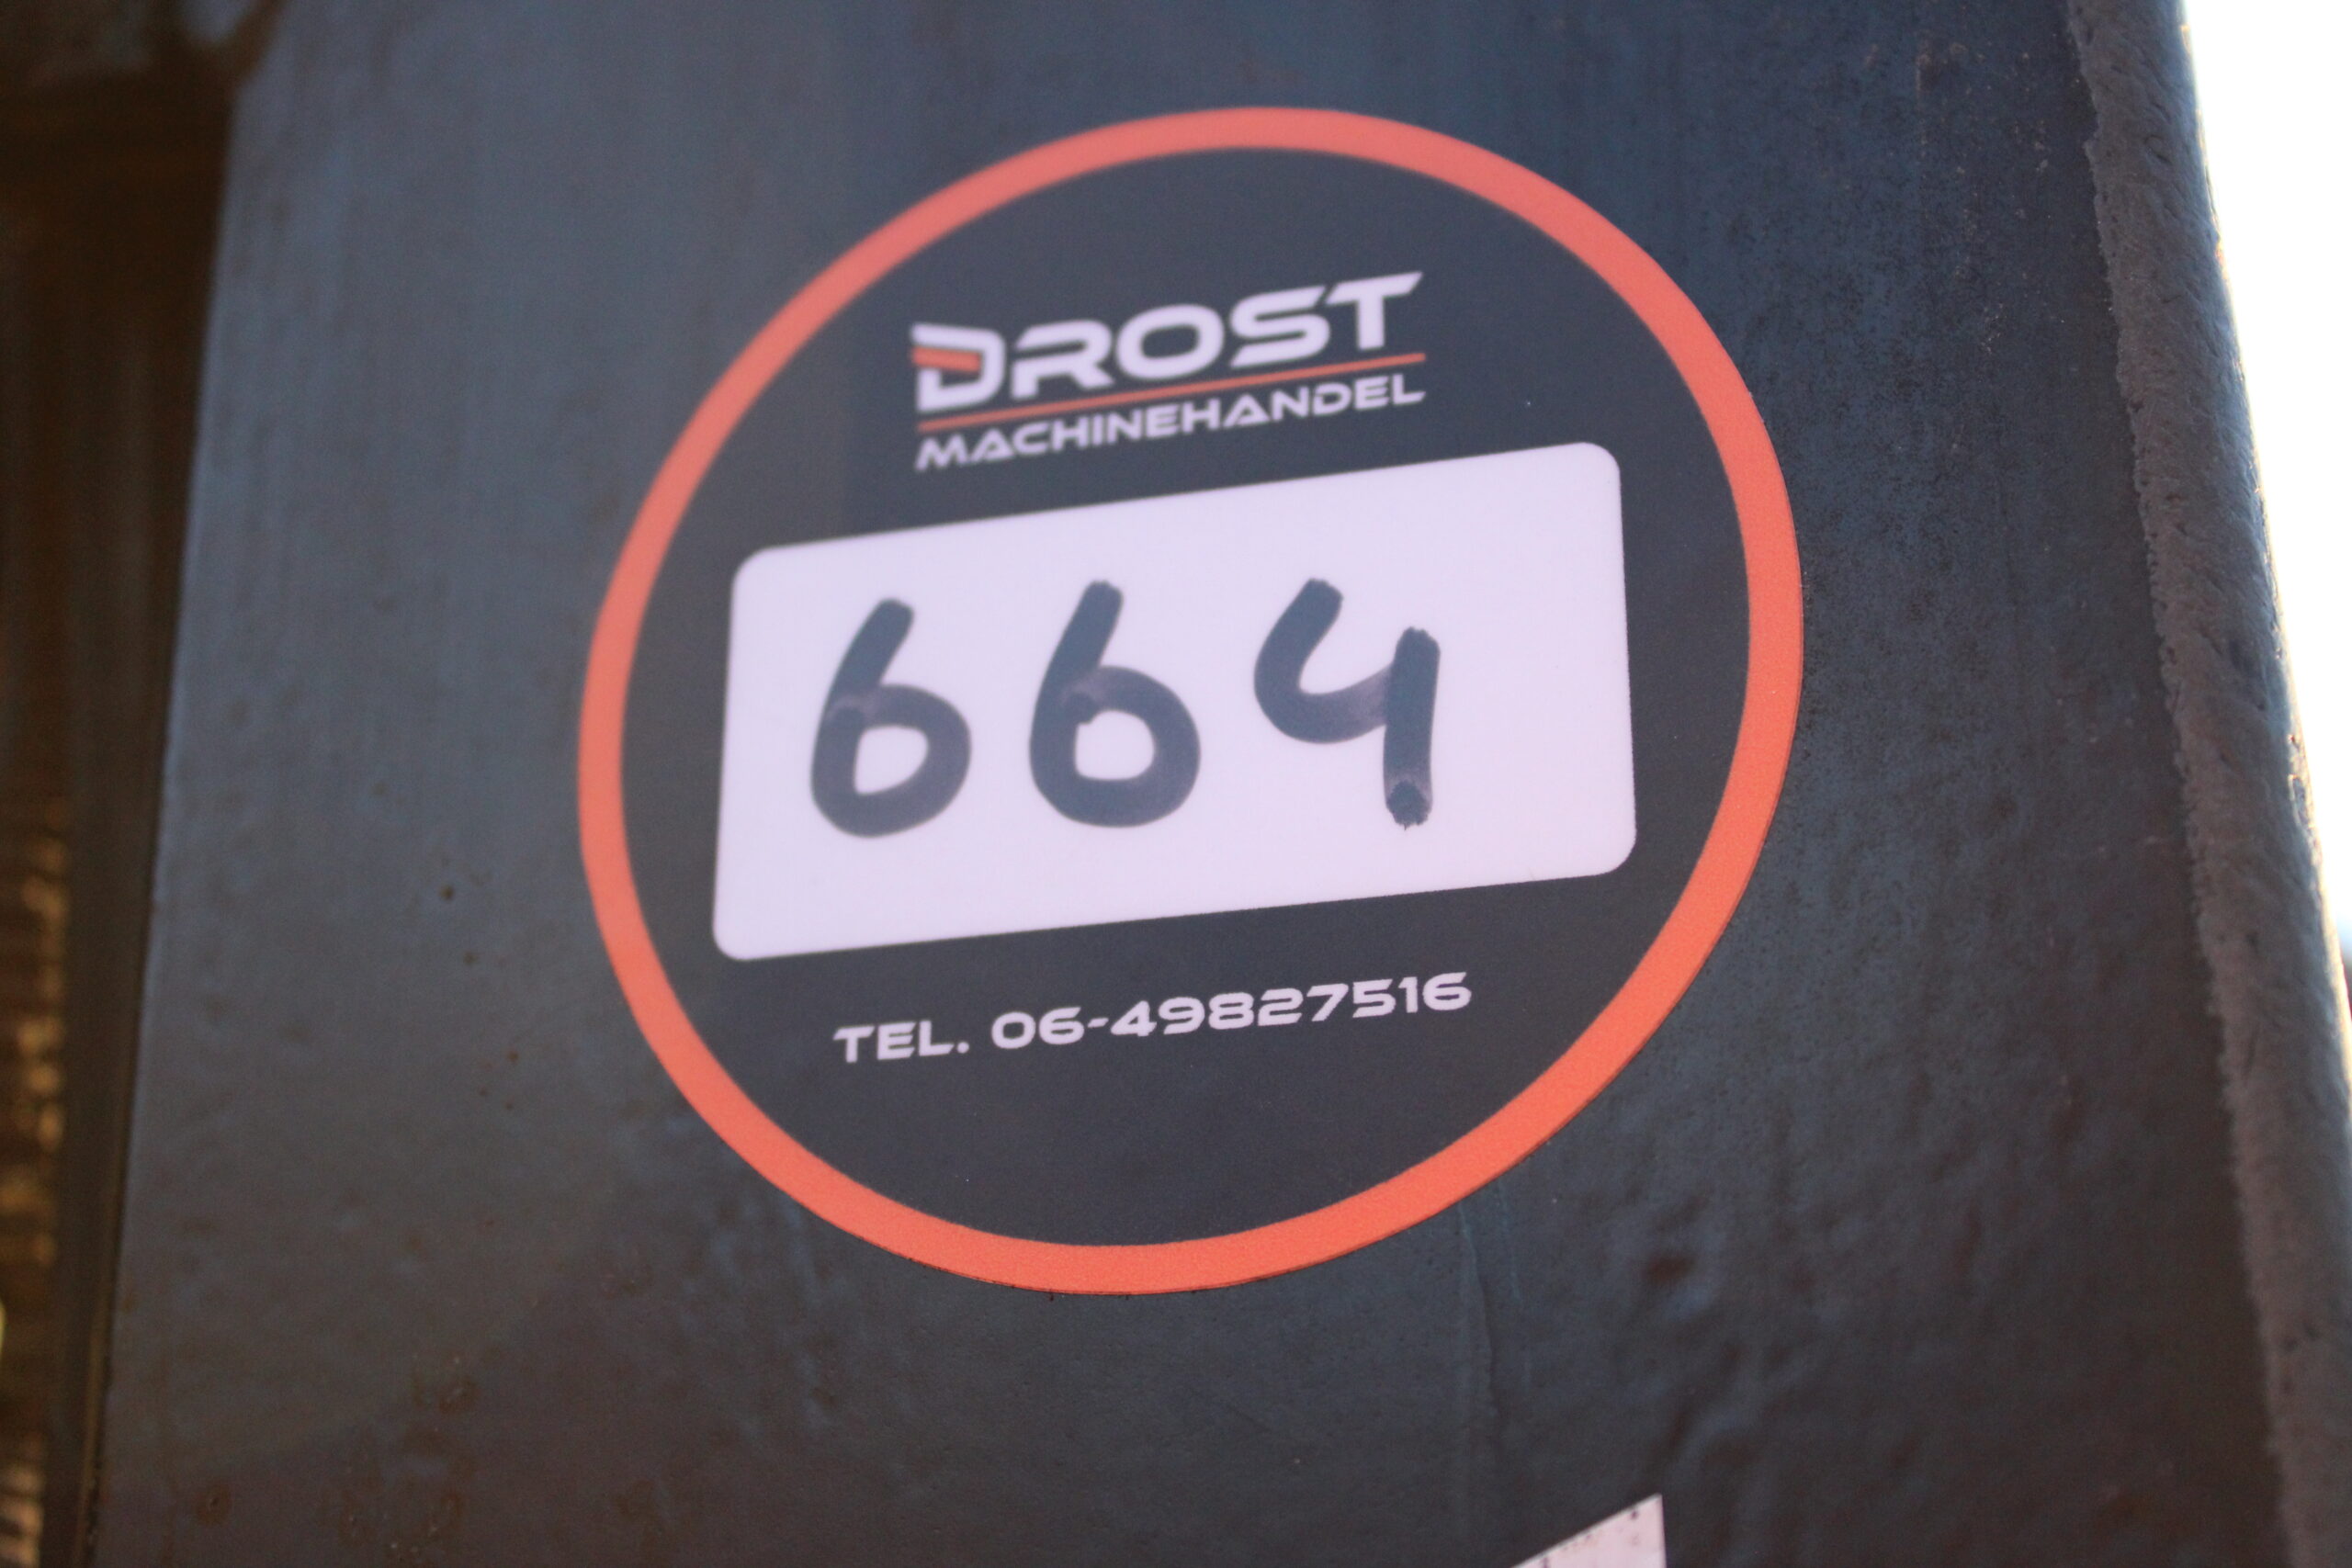 DROST
MACHINEHANDEL
664
TEL. 06-49827516